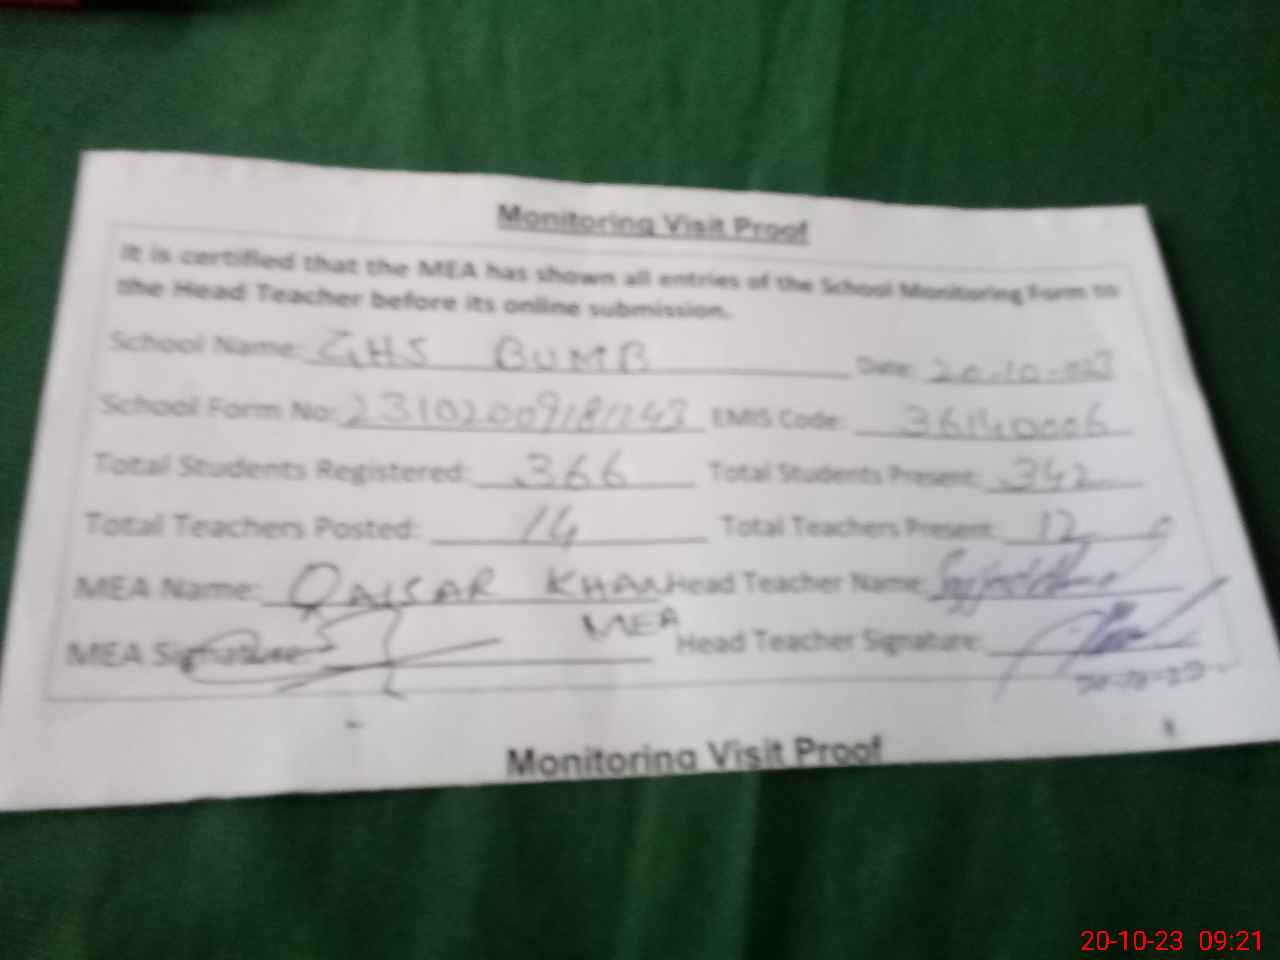 Monitoring Visit Proof
It is certified that the MEA has shown all entries of the School Monitoring Form to
the Head Teacher before its online submission.
School Name: GHS BUMB Date: 20.10.023
School Form No: EMIS Code: 36140006
Total Students Registered: 366 Total Students Present: 342
Total Teachers Posted: 14 Total Teachers Present: 12
MEA Name: QAISAR KHAN Head Teacher Name:
MEA
MEA Signature: Head Teacher Signature:
20-10-23
Monitoring Visit Proof
20-10-23 09:21